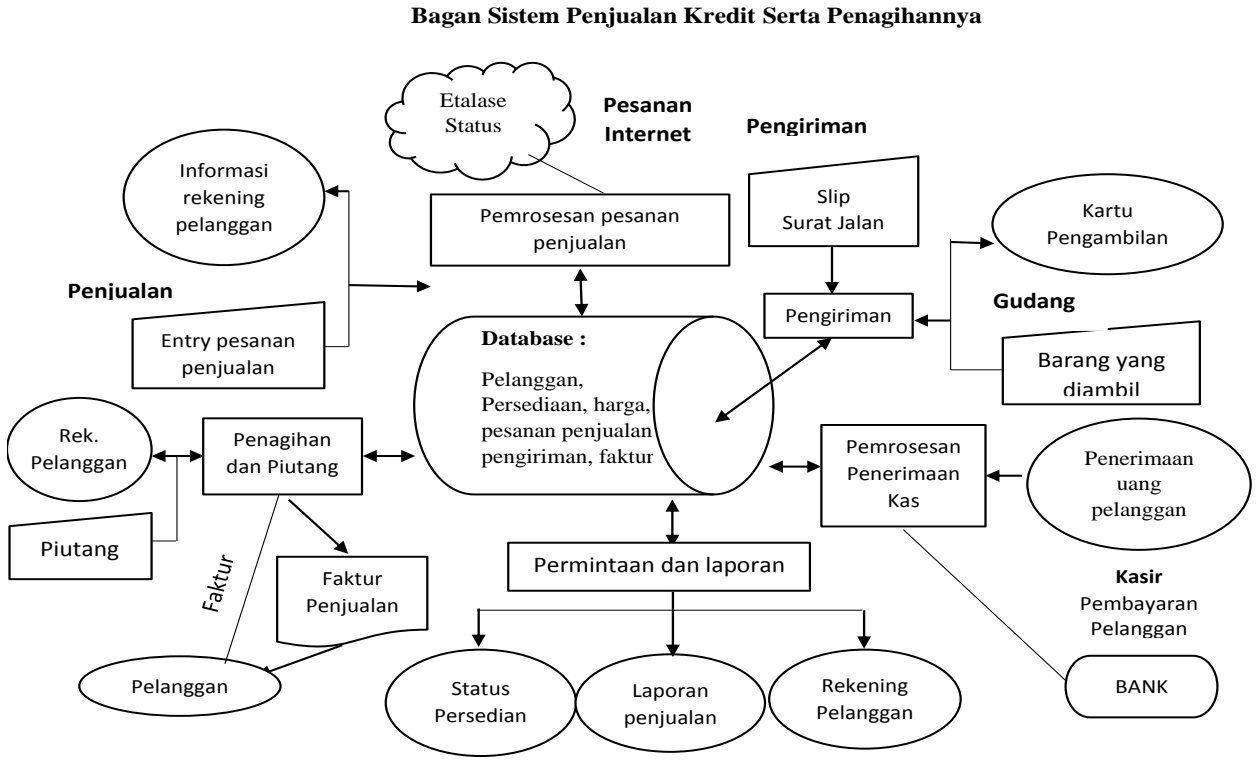 Bagan Sistem Penjualan Kredit Serta Penagihannya
Etalase
Status
Pesanan
Internet
Pengiriman
Informasi
rekening
pelanggan
Pemrosesan pesanan
penjualan
Slip
Surat Jalan
Kartu
Pengambilan
Penjualan
Entry pesanan
penjualan
Database :
Pelanggan,
Persediaan, harga,
pesanan penjualan
pengiriman, faktur
Pengiriman
Gudang
Barang yang
diambil
Rek.
Pelanggan
Penagihan
dan Piutang
Piutang
Pemrosesan
Penerimaan
Kas
Penerimaan
uang
pelanggan
Faktur
Faktur
Penjualan
Permintaan dan laporan
Kasir
Pembayaran
Pelanggan
Pelanggan
Status
Persedian
Laporan
penjualan
Rekening
Pelanggan
BANK